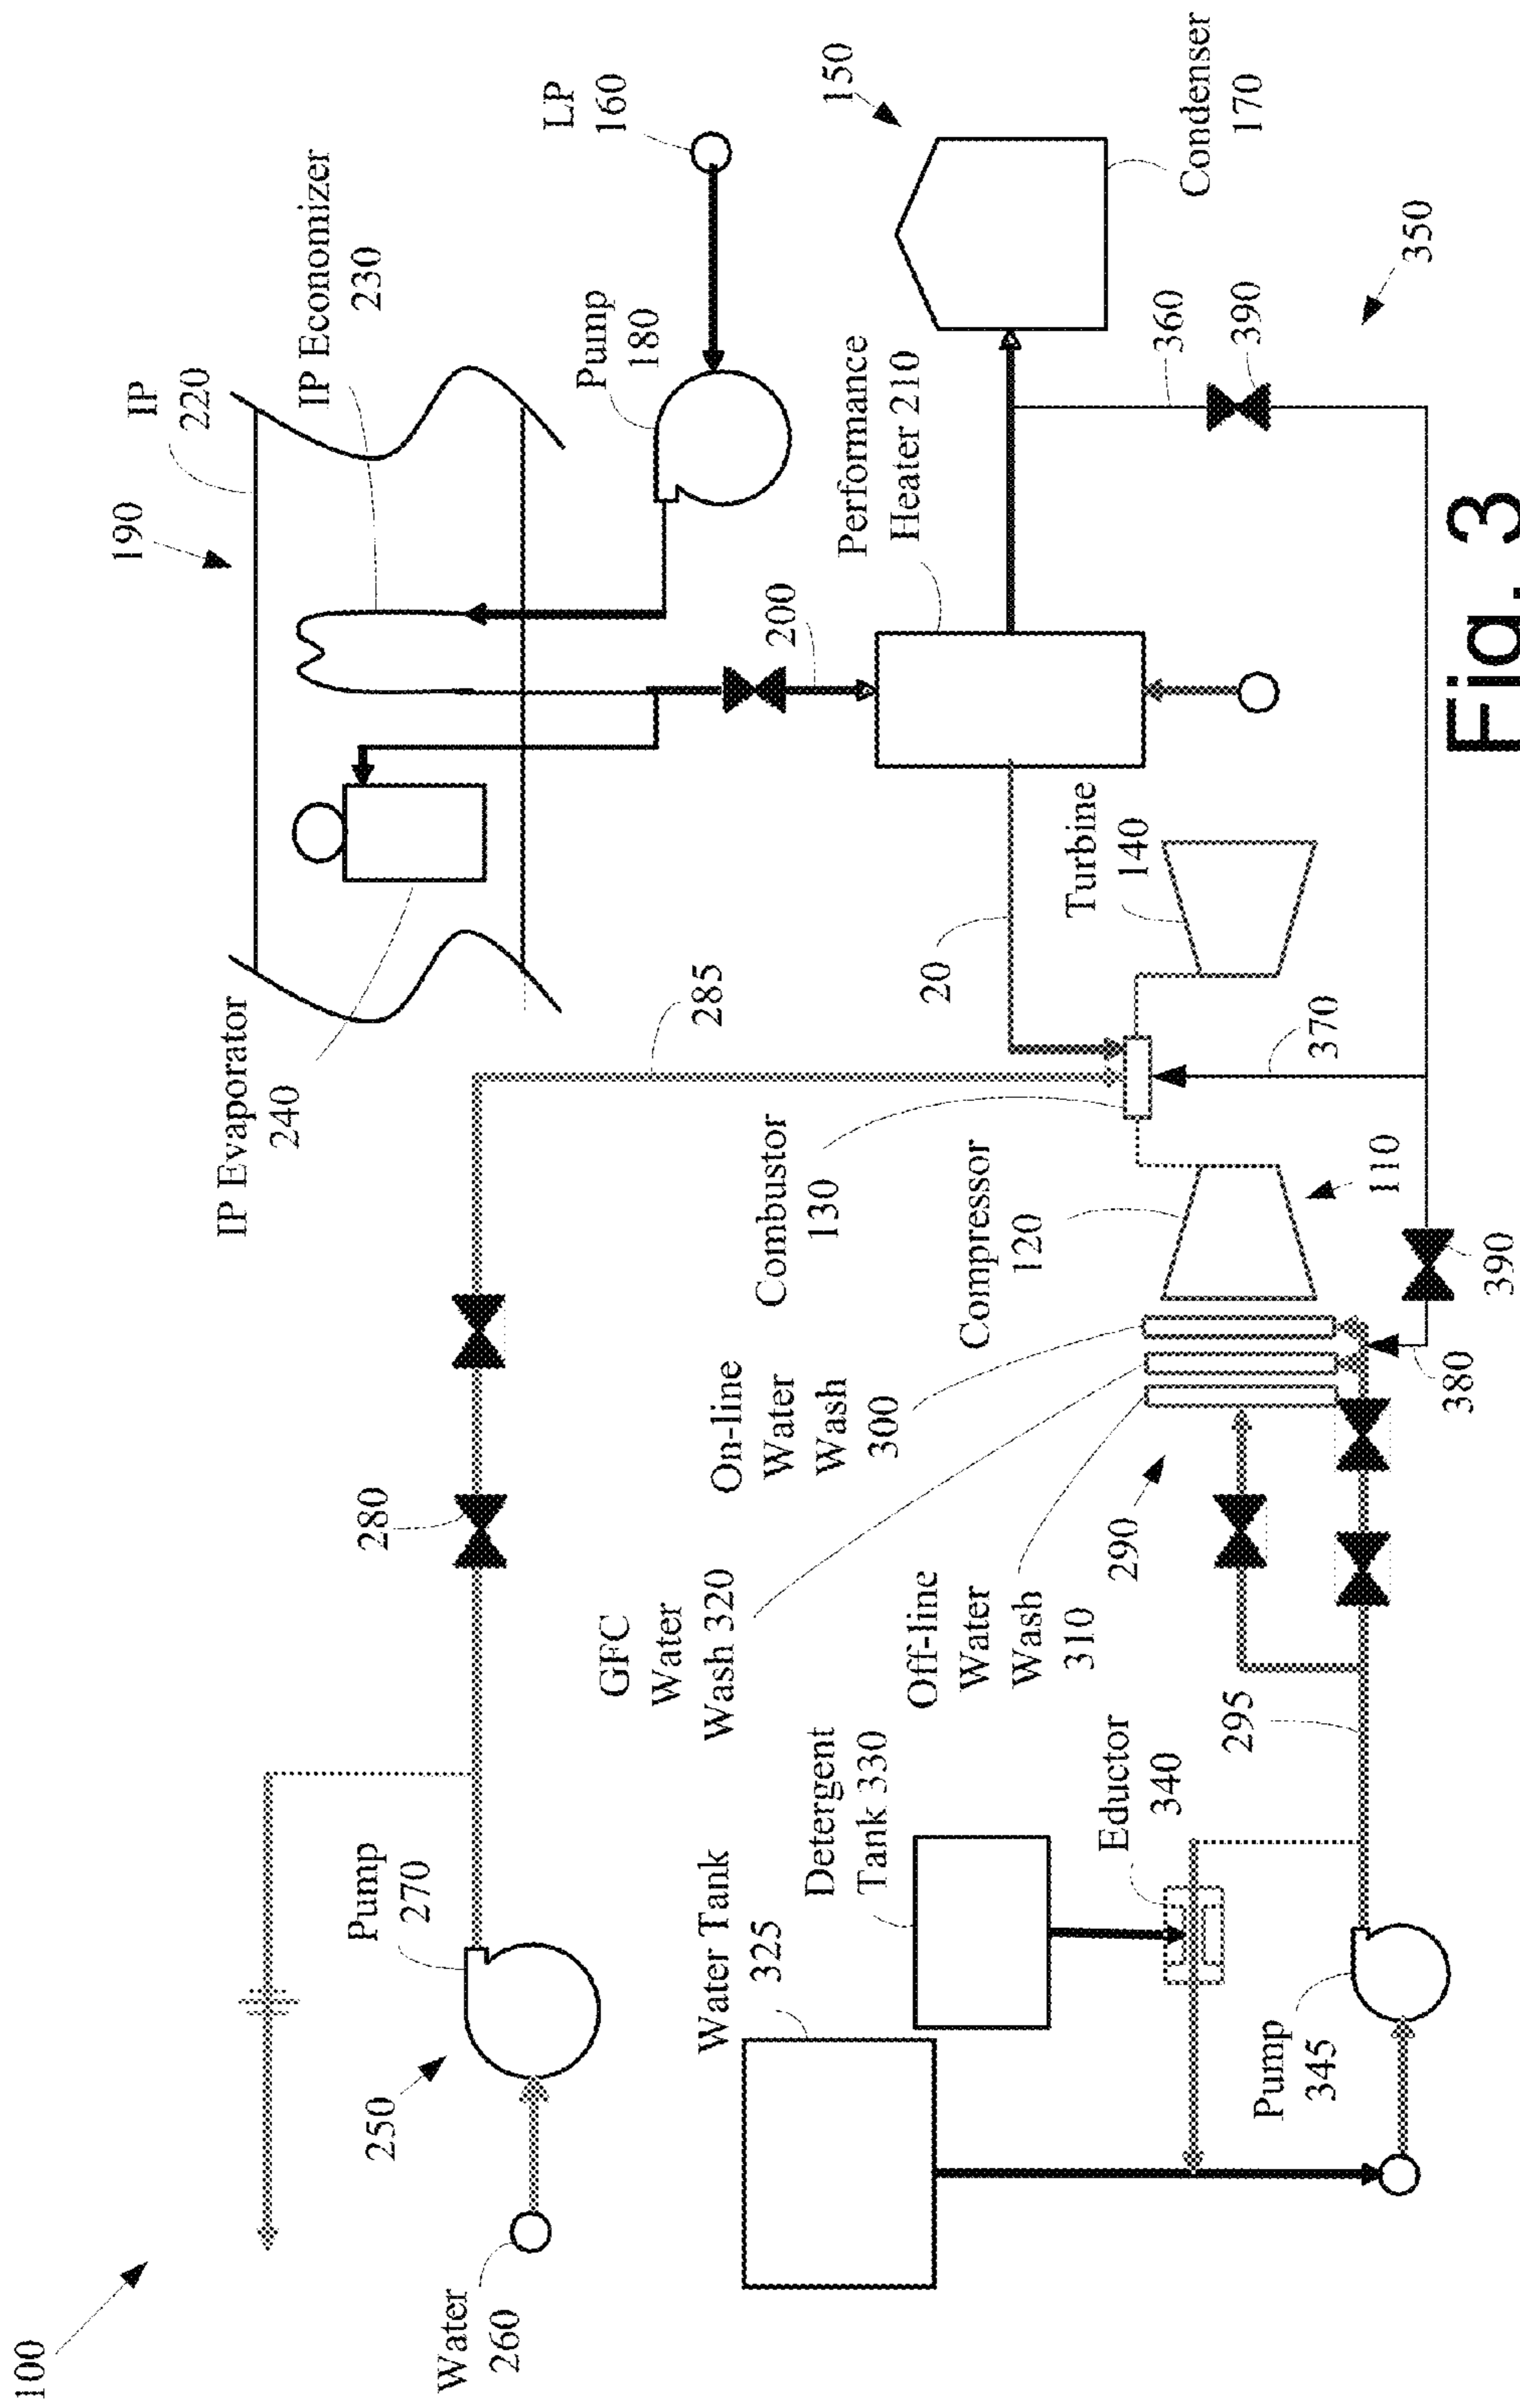 100
Water
260
250
Pump
270
280
285
IP Evaporator
240
190
IP
220
IP Economizer
230
Pump
180
LP
160
200
Performance
Heater 210
150
Condenser
170
360
390
350
20
Turbine
140
370
Combustor
130
Compressor
120
110
390
380
On-line
Water
Wash
300
GFC
Water
Wash 320
Off-line
Water
Wash
310
290
295
Water Tank
325
Detergent
Tank 330
Eductor
340
Pump
345
Fig. 3